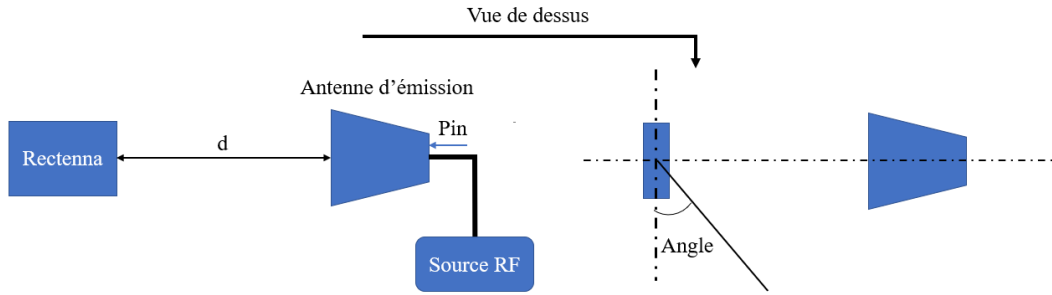 Vue de dessus
Antenne d'émission
Pin
Rectenna
d
Source RF
Angle